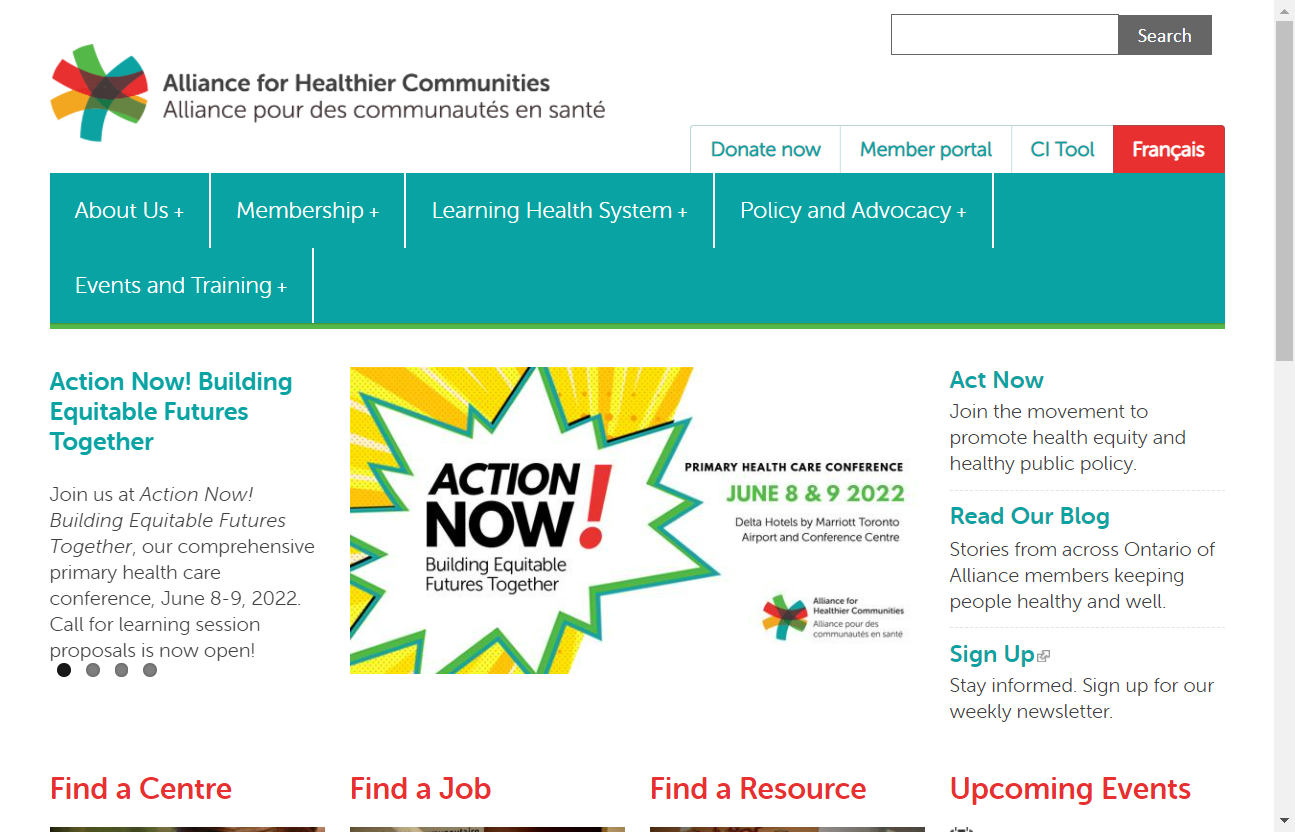 Search
Alliance for Healthier Communities
Alliance pour des communautés en santé
Donate now
Member portal
CI Tool
Français
About Us +
Membership +
Learning Health System +
Policy and Advocacy +
Events and Training +
Action Now! Building
Equitable Futures
Together
Join us at Action Now!
Building Equitable Futures
Together, our comprehensive
primary health care
conference, June 8-9, 2022.
Call for learning session
proposals is now open!
ACTION
NOW!
Building Equitable
Futures Together
PRIMARY HEALTH CARE CONFERENCE
JUNE 8 & 9 2022
Delta Hotels by Marriott Toronto
Airport and Conference Centre
Alliance for
Healthier Communities
Alliance pour des
communautés en santé
Act Now
Join the movement to
promote health equity and
healthy public policy.
Read Our Blog
Stories from across Ontario of
Alliance members keeping
people healthy and well.
Sign Up
Stay informed. Sign up for our
weekly newsletter.
Find a Centre
Find a Job
Find a Resource
Upcoming Events